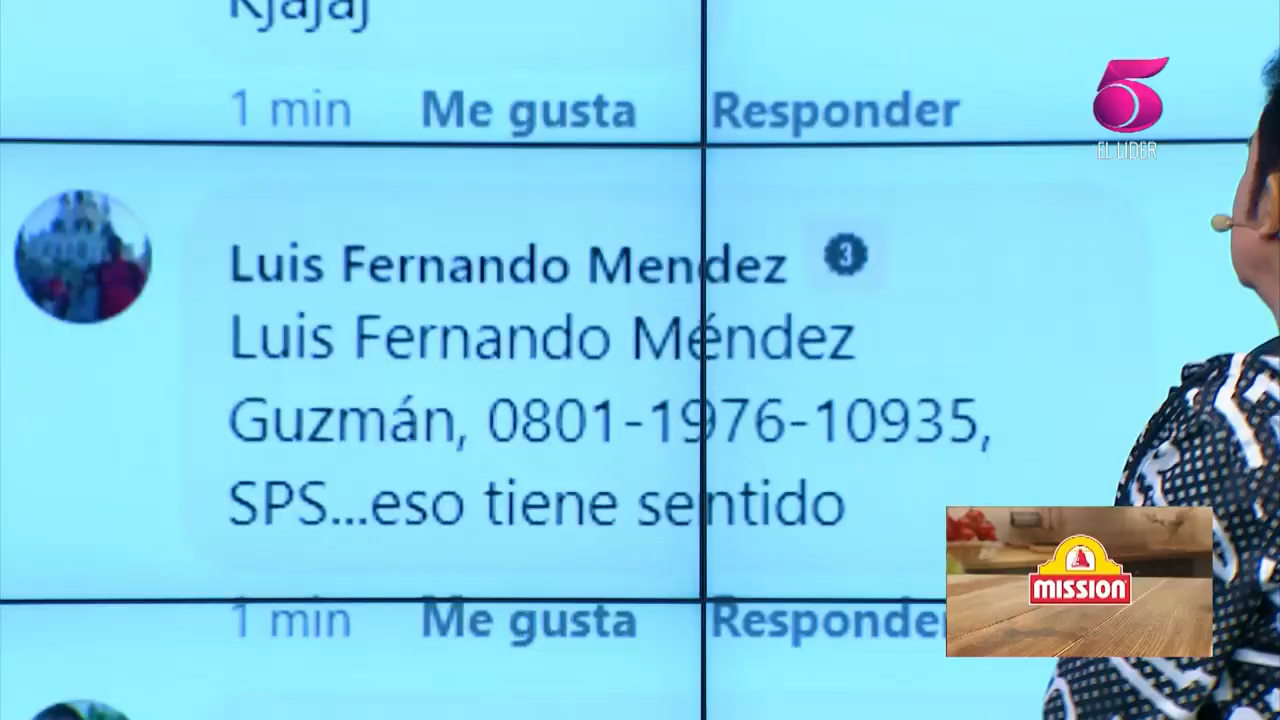 Kjajaj
1 min Me gusta Responder
5
EL LIDER
Luis Fernando Mendez 3
Luis Fernando Méndez
Guzmán, 0801-1976-10935,
SPS...eso tiene sentido
MISSION
1 min Me gusta Responder